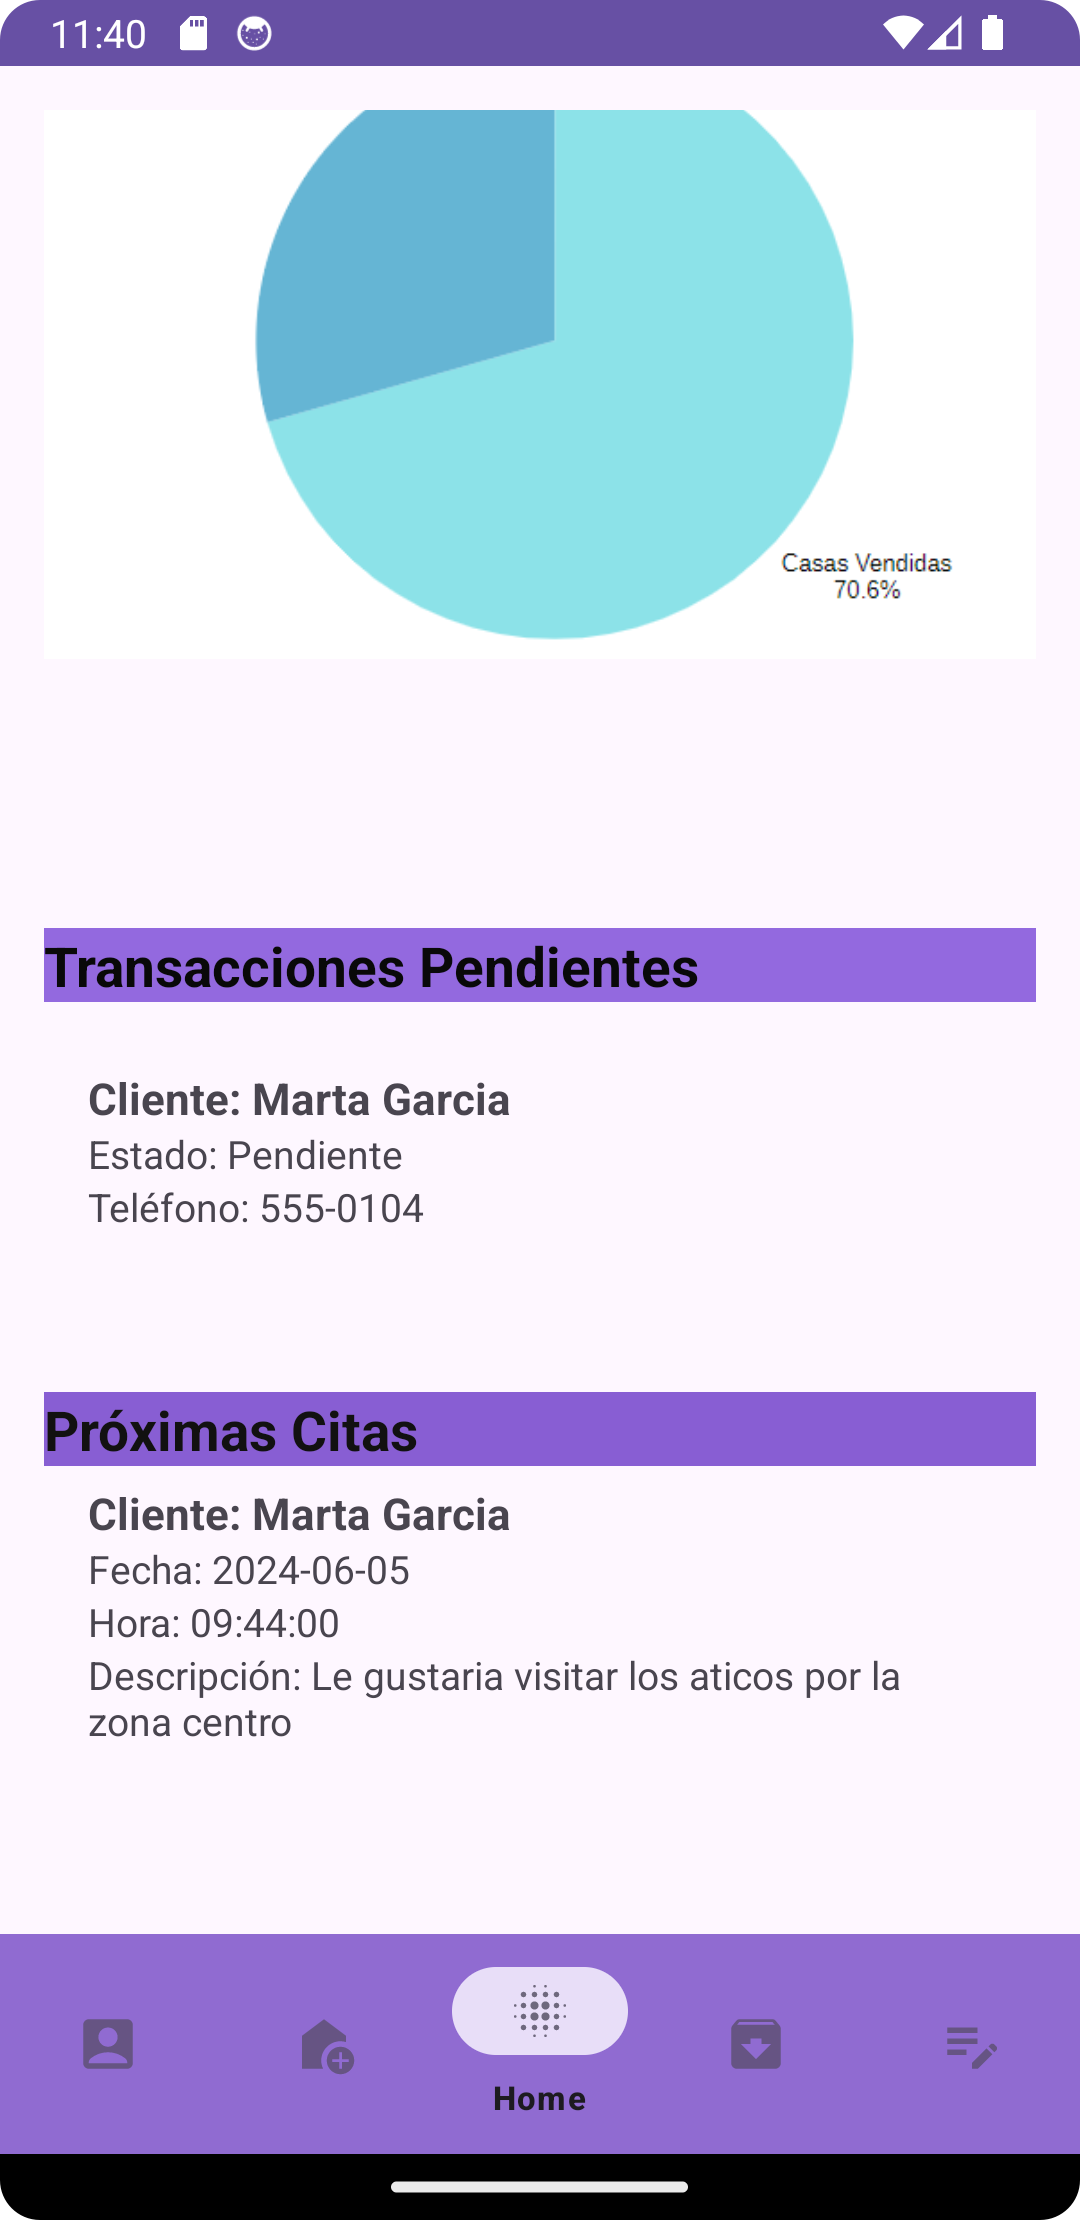 11:40
Casas Vendidas
70.6%
Transacciones Pendientes
Cliente: Marta Garcia
Estado: Pendiente
Teléfono: 555-0104
Próximas Citas
Cliente: Marta Garcia
Fecha: 2024-06-05
Hora: 09:44:00
Descripción: Le gustaria visitar los aticos por la
zona centro
Home